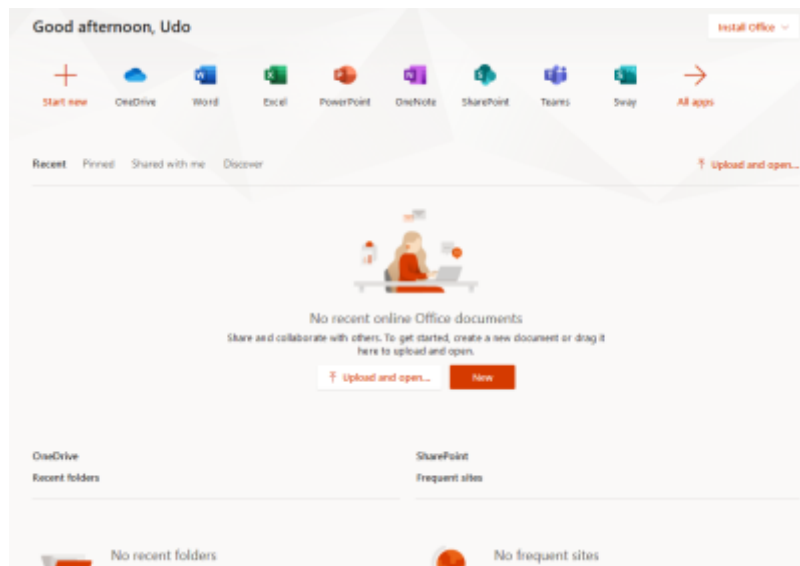 Good afternoon, Udo
Install Office
Start new OneDrive Word Excel PowerPoint OneNote SharePoint Teams Sway All apps
Recent Pinned Shared with me Discover
Upload and open...
No recent online Office documents
Share and collaborate with others. To get started, create a new document or drag it
here to upload and open.
Upload and open... New
OneDrive SharePoint
Recent folders Frequent sites
No recent folders No frequent sites